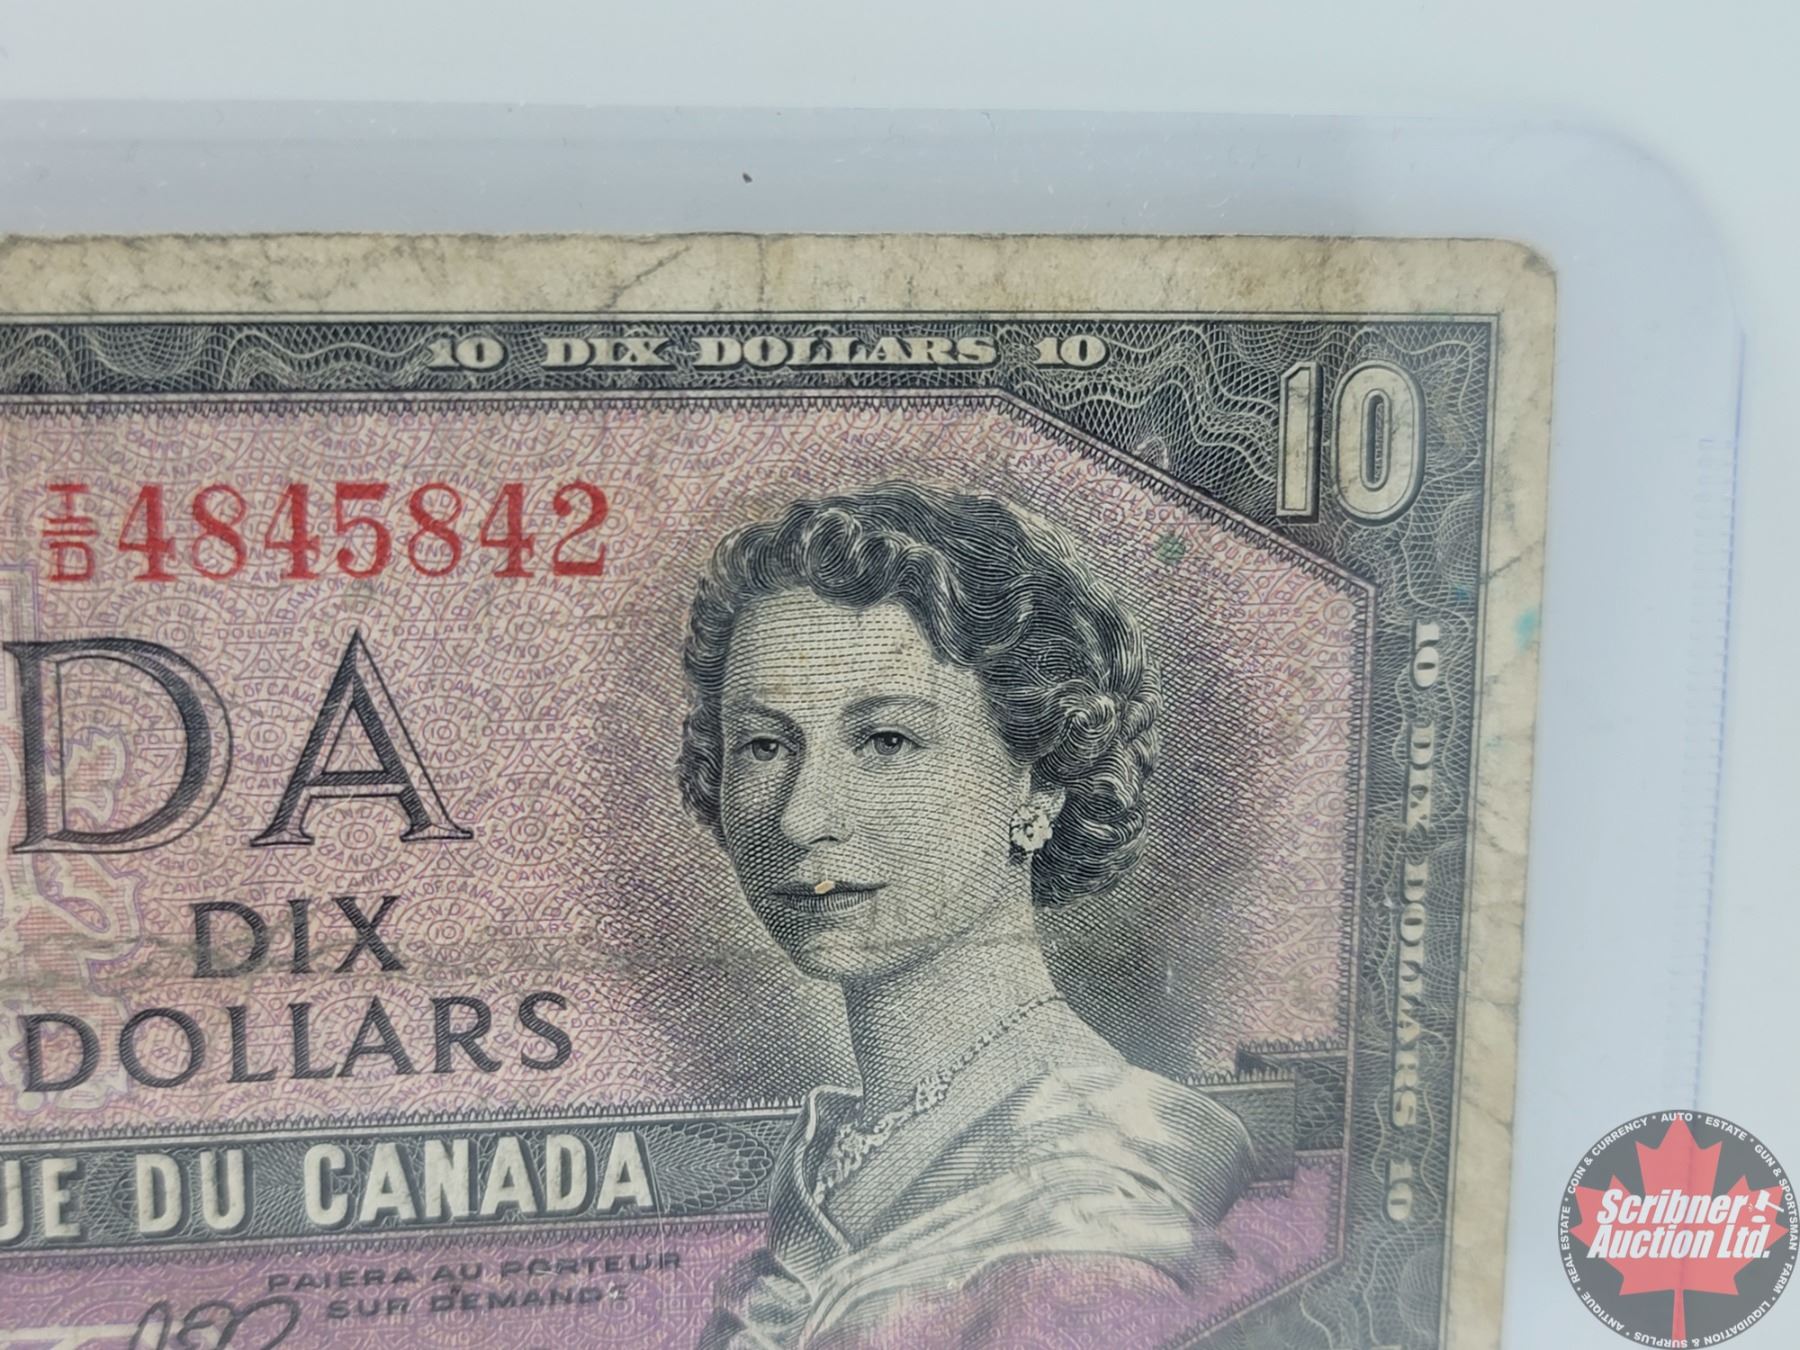 10 DIX DOLLARS 10
10
I/D 4845842
DA
DIX
DOLLARS
UE DU CANADA
PAIERA AU PORTEUR
SUR DEMANDE
10 DIX DOLLARS 10
Scribner
Auction Ltd.
ANTIQUE • REAL ESTATE • COIN & CURRENCY • AUTO • ESTATE • GUN & SPORTSMAN • FARM • LIQUIDATION & SURPLUS •